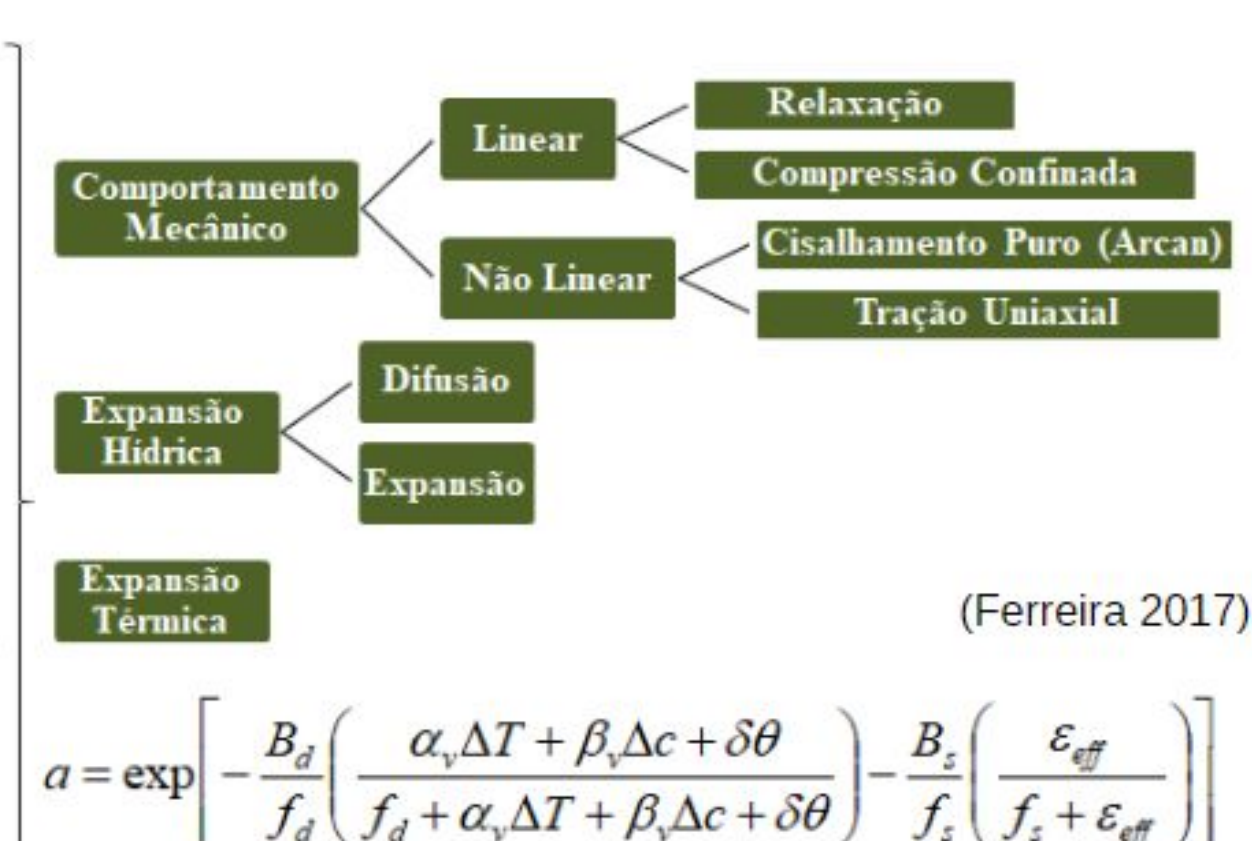 Relaxação
Linear
Compressão Confinada
Comportamento
Mecânico
Cisalhamento Puro (Arcan)
Não Linear
Tração Uniaxial
Difusão
Expansão
Hídrica
Expansão
Expansão
Térmica
(Ferreira 2017)
a = exp[ − B_d/f_d ( (α_v ΔT + β_v Δc + δθ) / (f_d + α_v ΔT + β_v Δc + δθ) ) − B_s/f_s ( ε_eff / (f_s + ε_eff) ) ]